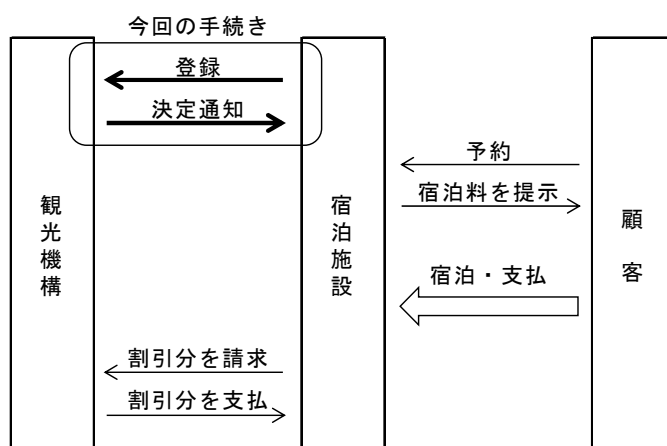 今回の手続き
登録
決定通知
観光機構
宿泊施設
顧客
予約
宿泊料を提示
宿泊・支払
割引分を請求
割引分を支払